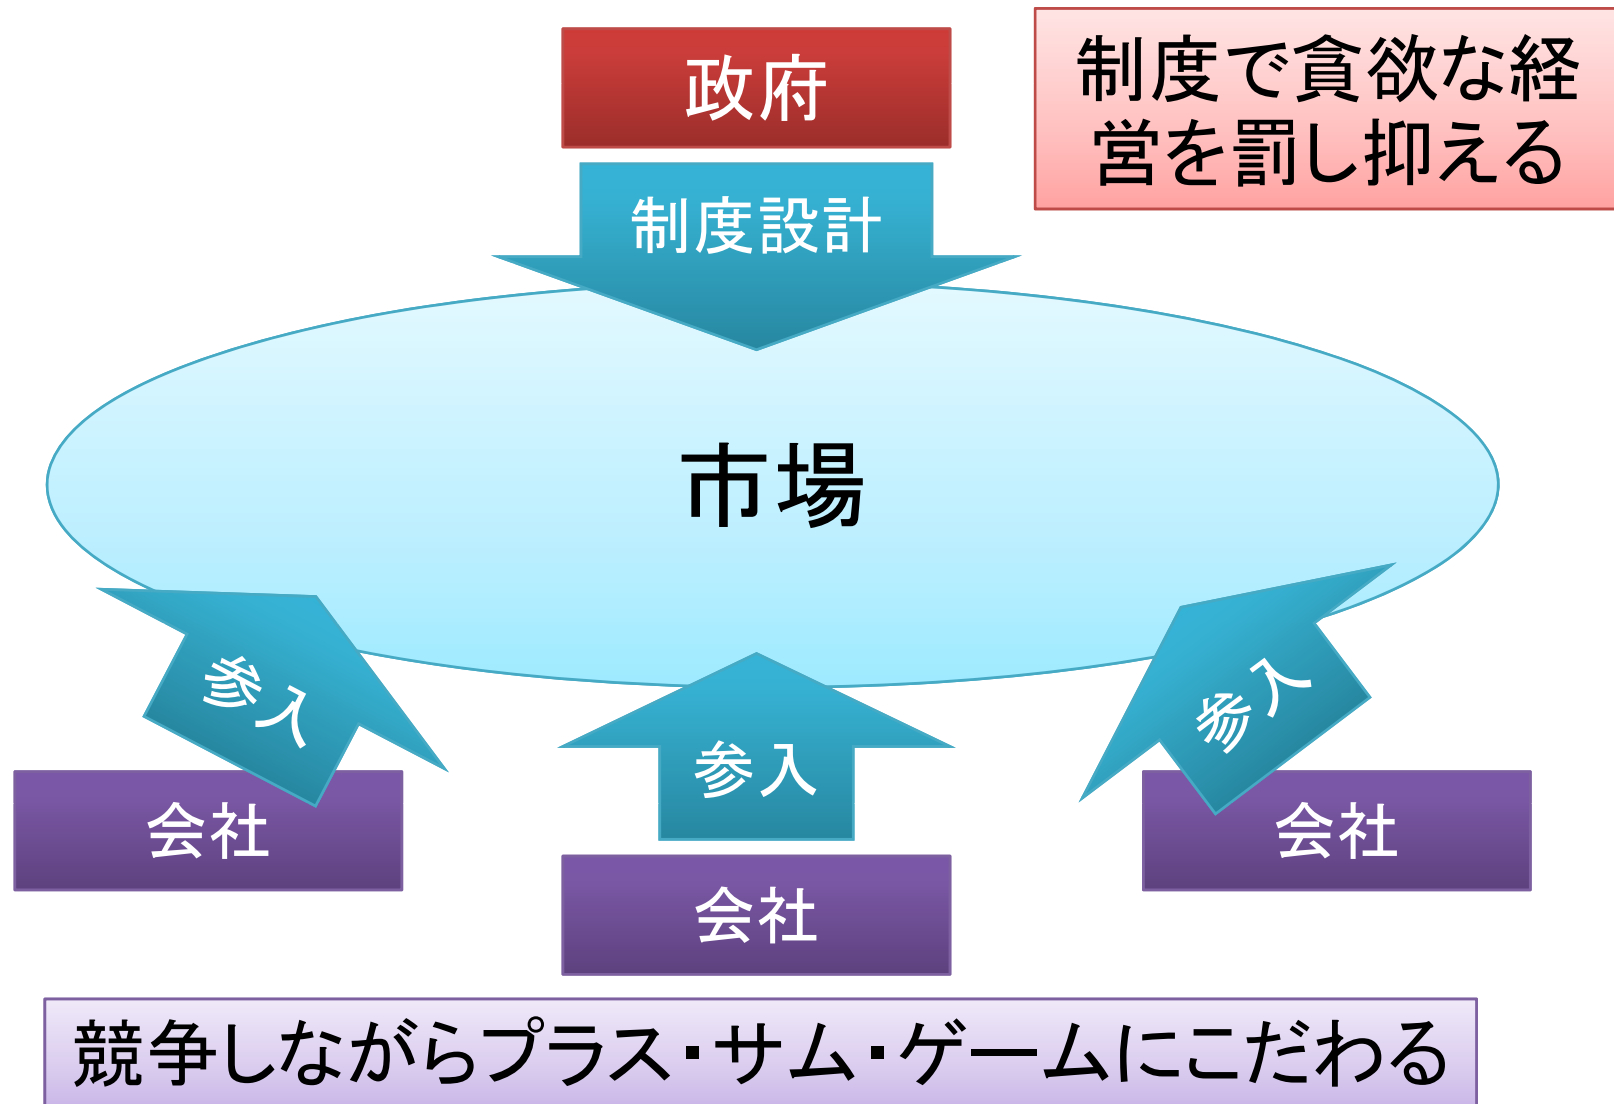 政府
制度で貪欲な経
営を罰し抑える
制度設計
市場
参入
参入
参入
会社
会社
会社
競争しながらプラス・サム・ゲームにこだわる